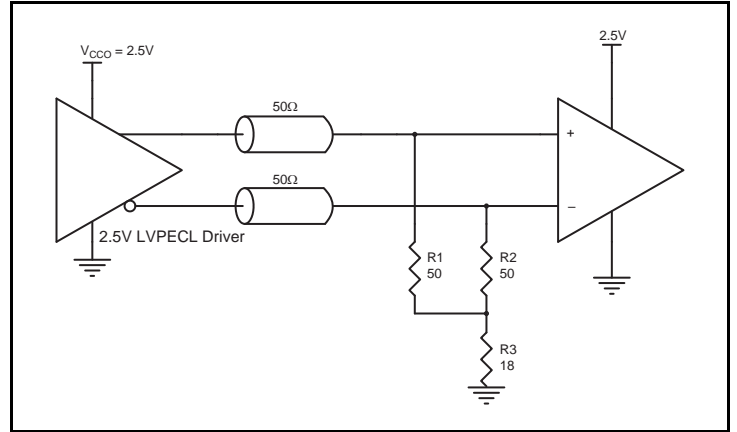 V_CCO = 2.5V
2.5V
50Ω
+
50Ω
–
2.5V LVPECL Driver
R1
50
R2
50
R3
18